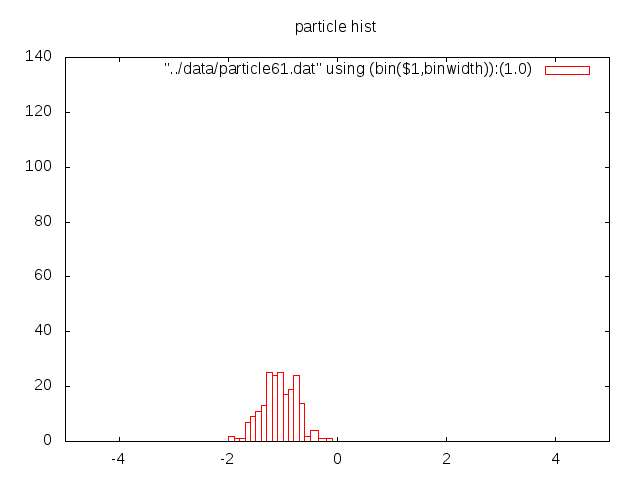 particle hist
"../data/particle61.dat" using (bin($1,binwidth)):(1.0)
140
120
100
80
60
40
20
0
-4 -2 0 2 4